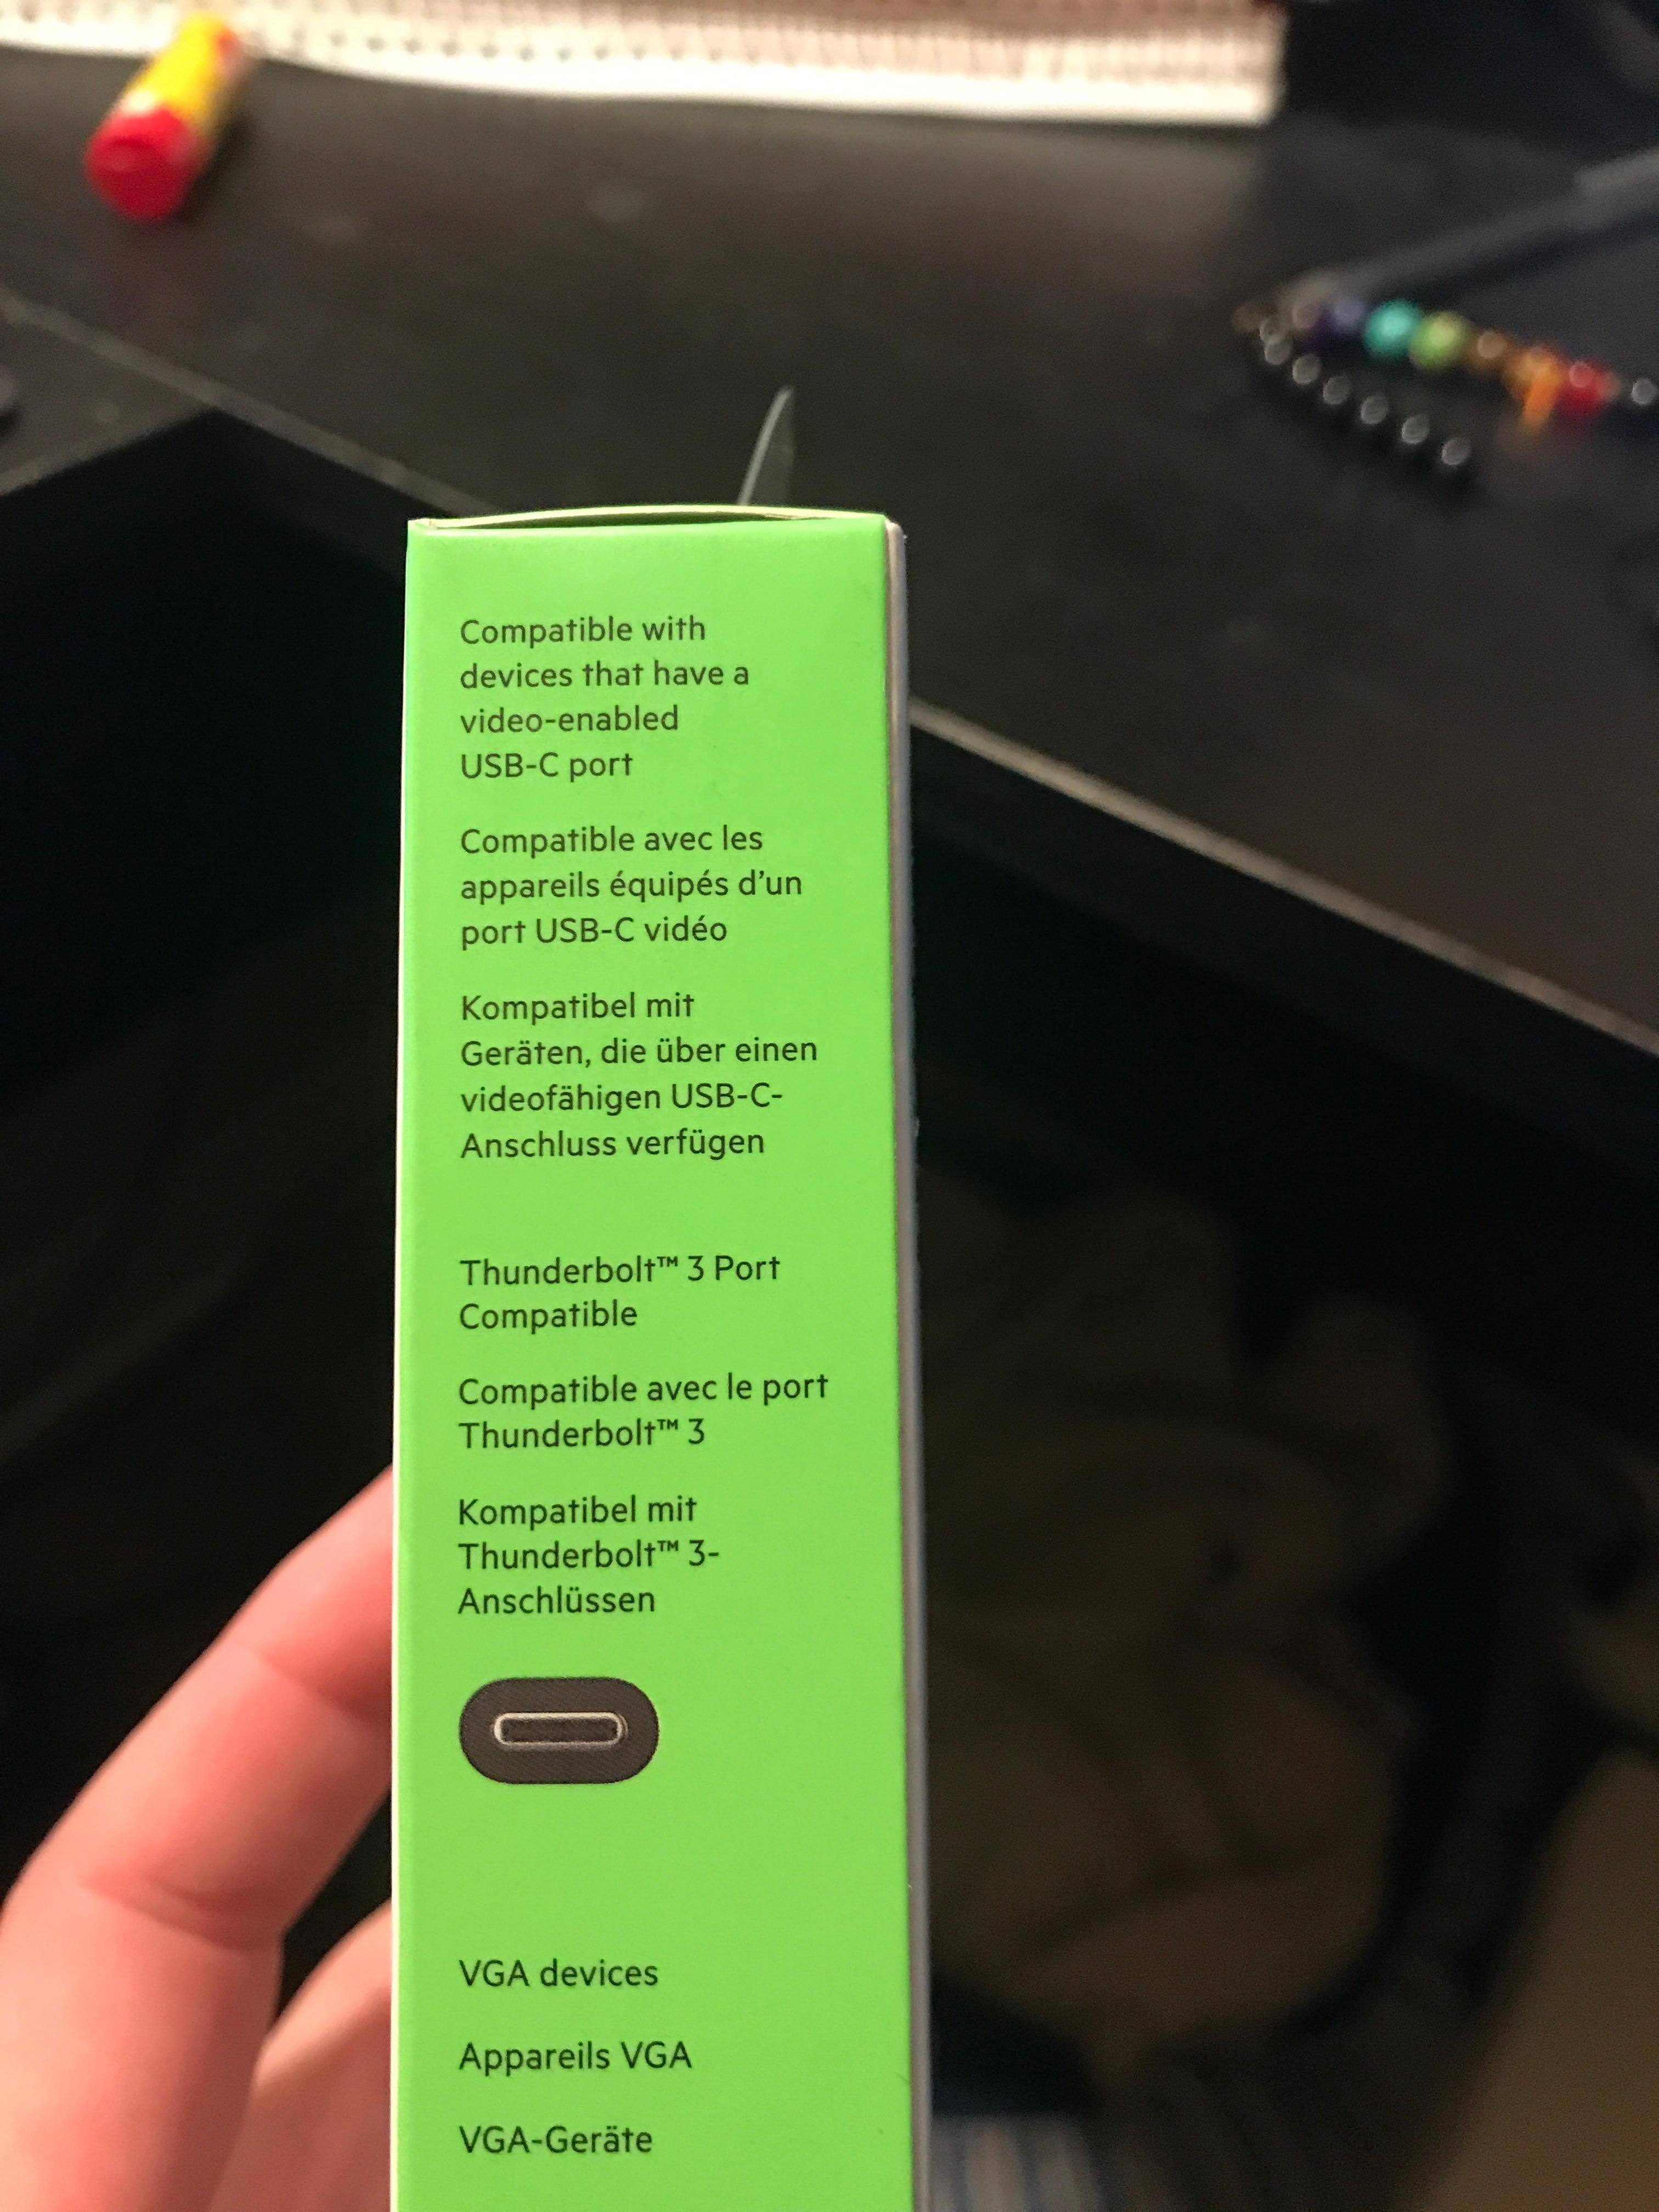 Compatible with
devices that have a
video-enabled
USB-C port
Compatible avec les
appareils équipés d’un
port USB-C vidéo
Kompatibel mit
Geräten, die über einen
videofähigen USB-C-
Anschluss verfügen
Thunderbolt™ 3 Port
Compatible
Compatible avec le port
Thunderbolt™ 3
Kompatibel mit
Thunderbolt™ 3-
Anschlüssen
VGA devices
Appareils VGA
VGA-Geräte